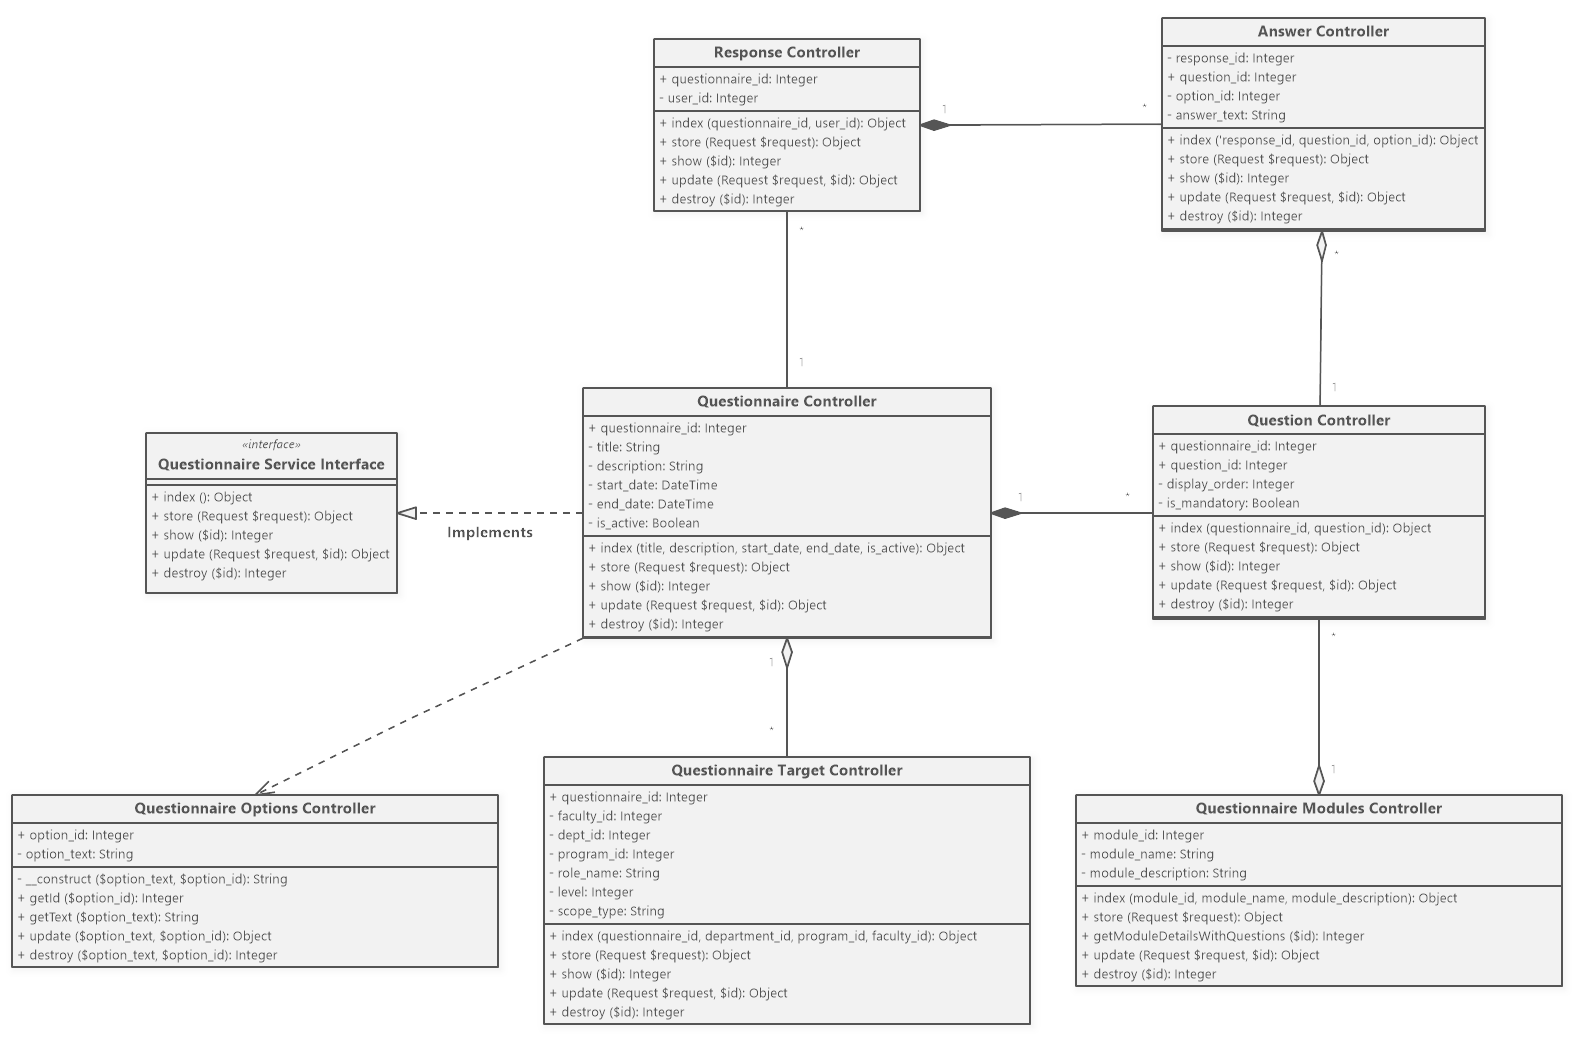 Response Controller
+ questionnaire_id: Integer
- user_id: Integer
+ index (questionnaire_id, user_id): Object
+ store (Request $request): Object
+ show ($id): Integer
+ update (Request $request, $id): Object
+ destroy ($id): Integer
1
*
Answer Controller
- response_id: Integer
+ question_id: Integer
- option_id: Integer
- answer_text: String
+ index ('response_id, question_id, option_id): Object
+ store (Request $request): Object
+ show ($id): Integer
+ update (Request $request, $id): Object
+ destroy ($id): Integer
*
1
*
1
«interface»
Questionnaire Service Interface
+ index (): Object
+ store (Request $request): Object
+ show ($id): Integer
+ update (Request $request, $id): Object
+ destroy ($id): Integer
Implements
Questionnaire Controller
+ questionnaire_id: Integer
- title: String
- description: String
- start_date: DateTime
- end_date: DateTime
- is_active: Boolean
+ index (title, description, start_date, end_date, is_active): Object
+ store (Request $request): Object
+ show ($id): Integer
+ update (Request $request, $id): Object
+ destroy ($id): Integer
1
*
Question Controller
+ questionnaire_id: Integer
+ question_id: Integer
- display_order: Integer
- is_mandatory: Boolean
+ index (questionnaire_id, question_id): Object
+ store (Request $request): Object
+ show ($id): Integer
+ update (Request $request, $id): Object
+ destroy ($id): Integer
1
*
*
1
Questionnaire Options Controller
+ option_id: Integer
- option_text: String
- __construct ($option_text, $option_id): String
+ getId ($option_id): Integer
+ getText ($option_text): String
+ update ($option_text, $option_id): Object
+ destroy ($option_text, $option_id): Integer
Questionnaire Target Controller
+ questionnaire_id: Integer
- faculty_id: Integer
- dept_id: Integer
- program_id: Integer
- role_name: String
- level: Integer
- scope_type: String
+ index (questionnaire_id, department_id, program_id, faculty_id): Object
+ store (Request $request): Object
+ show ($id): Integer
+ update (Request $request, $id): Object
+ destroy ($id): Integer
Questionnaire Modules Controller
+ module_id: Integer
- module_name: String
- module_description: String
+ index (module_id, module_name, module_description): Object
+ store (Request $request): Object
+ getModuleDetailsWithQuestions ($id): Integer
+ update (Request $request, $id): Object
+ destroy ($id): Integer